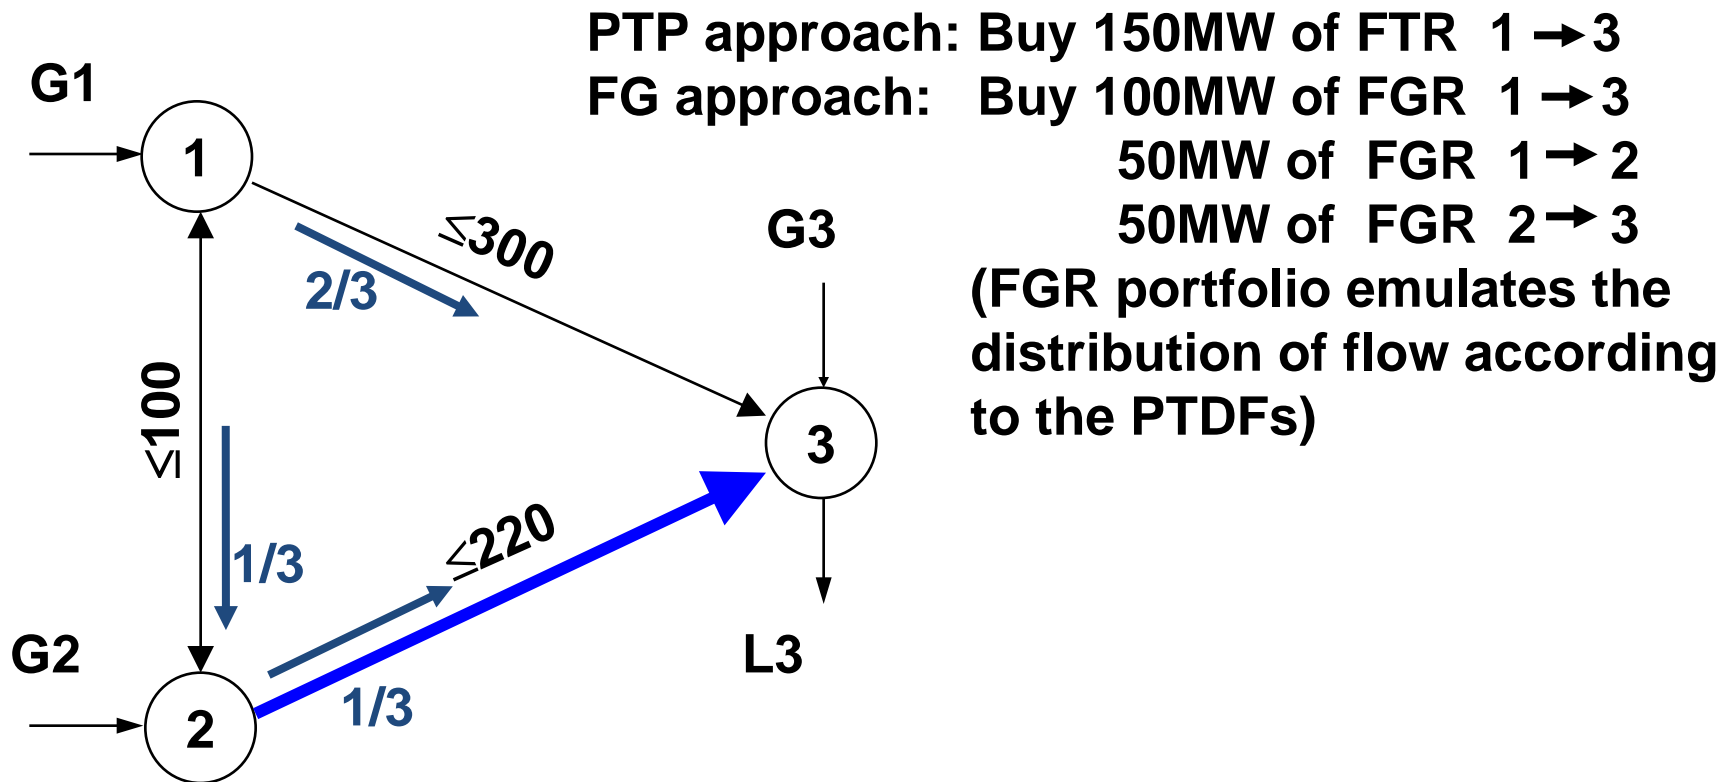 PTP approach: Buy 150MW of FTR 1 → 3
FG approach: Buy 100MW of FGR 1 → 3
50MW of FGR 1 → 2
50MW of FGR 2 → 3
(FGR portfolio emulates the
distribution of flow according
to the PTDFs)
G1
1
≤300
2/3
G3
≤100
3
1/3
≤220
G2
1/3
L3
2